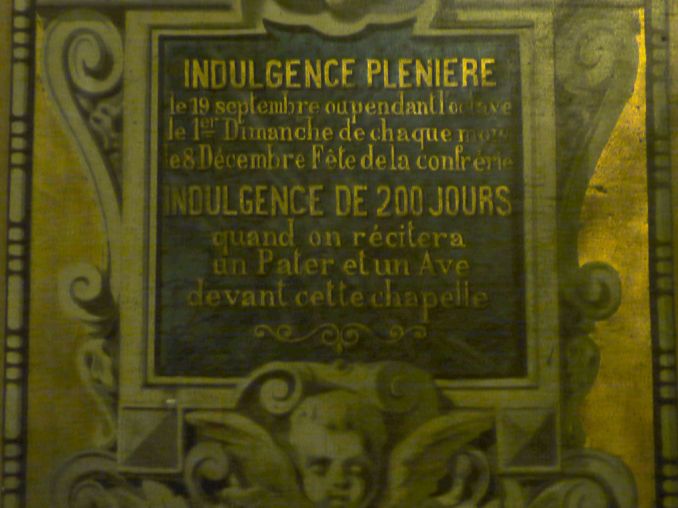 INDULGENCE PLENIERE
le 19 septembre ou pendant l'octave
le 1er Dimanche de chaque mois
le 8 Décembre Fête de la confrérie
INDULGENCE DE 200 JOURS
quand on récitera
un Pater et un Ave
devant cette chapelle